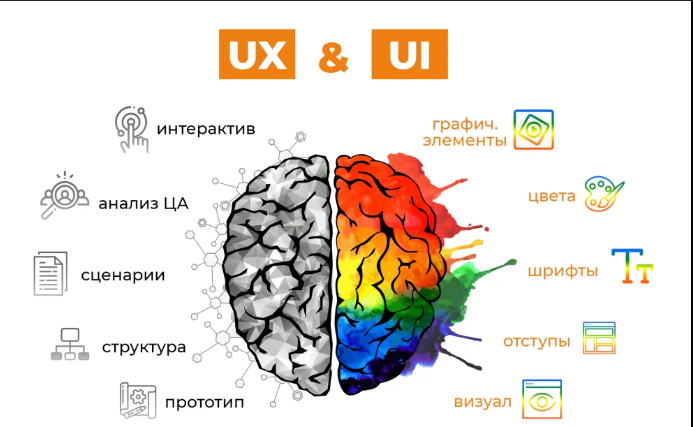 UX & UI
интерактив
анализ ЦА
сценарии
структура
прототип
графич.
элементы
цвета
шрифты
Тт
отступы
визуал